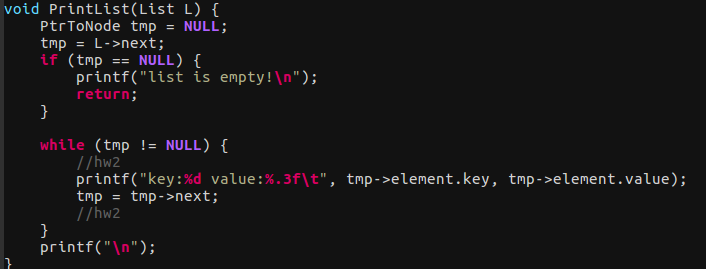 void PrintList(List L) {
    PtrToNode tmp = NULL;
    tmp = L->next;
    if (tmp == NULL) {
        printf("list is empty!\n");
        return;
    }

    while (tmp != NULL) {
        //hw2
        printf("key:%d value:%.3f\t", tmp->element.key, tmp->element.value);
        tmp = tmp->next;
        //hw2
    }
    printf("\n");
}